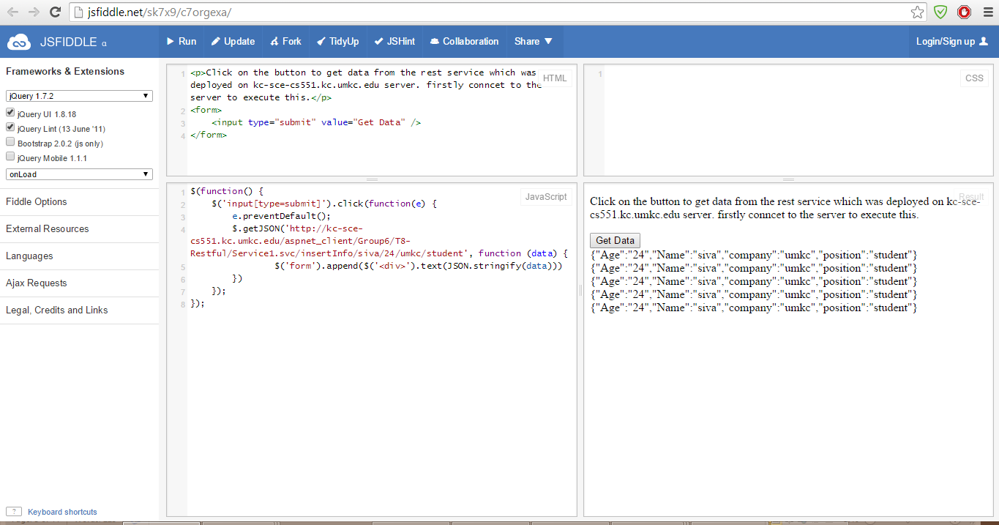 jsfiddle.net/sk7x9/c7orgexa/
JSFIDDLE α
Run
Update
Fork
TidyUp
JSHint
Collaboration
Share
Login/Sign up
Frameworks & Extensions
jQuery 1.7.2
jQuery UI 1.8.18
jQuery Lint (13 June '11)
Bootstrap 2.0.2 (js only)
jQuery Mobile 1.1.1
onLoad
Fiddle Options
External Resources
Languages
Ajax Requests
Legal, Credits and Links
? Keyboard shortcuts
HTML
1 <p>Click on the button to get data from the rest service which was
deployed on kc-sce-cs551.kc.umkc.edu server. firstly conncet to the
server to execute this.</p>
2 <form>
3 <input type="submit" value="Get Data" />
4 </form>
CSS
1
JavaScript
1 $(function() {
2 $('input[type=submit]').click(function(e) {
3 e.preventDefault();
4 $.getJSON('http://kc-sce-
cs551.kc.umkc.edu/aspnet_client/Group6/T8-
Restful/Service1.svc/insertInfo/siva/24/umkc/student', function (data) {
5 $('form').append($('<div>').text(JSON.stringify(data)))
6 })
7 });
8 });
Result
Click on the button to get data from the rest service which was deployed on kc-sce-
cs551.kc.umkc.edu server. firstly conncet to the server to execute this.
Get Data
{"Age":"24","Name":"siva","company":"umkc","position":"student"}
{"Age":"24","Name":"siva","company":"umkc","position":"student"}
{"Age":"24","Name":"siva","company":"umkc","position":"student"}
{"Age":"24","Name":"siva","company":"umkc","position":"student"}
{"Age":"24","Name":"siva","company":"umkc","position":"student"}